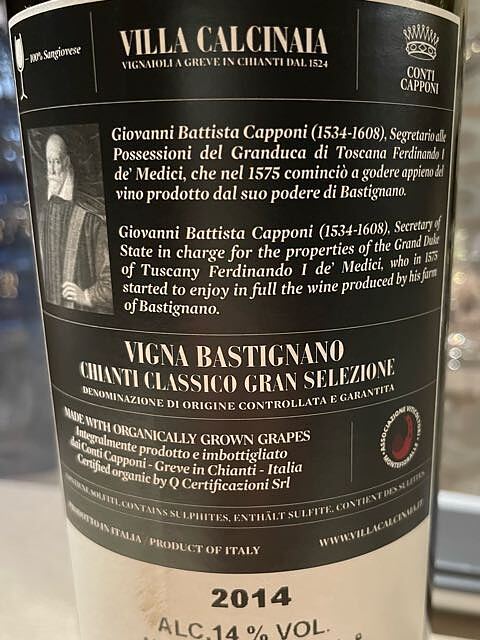 100% Sangiovese
VILLA CALCINAIA
VIGNAIOLI A GREVE IN CHIANTI DAL 1524
CONTI
CAPPONI
Giovanni Battista Capponi (1534-1608), Segretario alle
Possessioni del Granduca di Toscana Ferdinando I
de' Medici, che nel 1575 cominciò a godere appieno del
vino prodotto dal suo podere di Bastignano.
Giovanni Battista Capponi (1534-1608), Secretary of
State in charge for the properties of the Grand Duke
of Tuscany Ferdinando I de' Medici, who in 1575
started to enjoy in full the wine produced by his farm
of Bastignano.
VIGNA BASTIGNANO
CHIANTI CLASSICO GRAN SELEZIONE
DENOMINAZIONE DI ORIGINE CONTROLLATA E GARANTITA
MADE WITH ORGANICALLY GROWN GRAPES
Integralmente prodotto e imbottigliato
dai Conti Capponi - Greve in Chianti - Italia
Certified organic by Q Certificazioni Srl
ASSOCIAZIONE VITICOLTORI
MONTEFIORALLE
CONTIENE SOLFITI, CONTAINS SULPHITES, ENTHÄLT SULFITE, CONTIENT DES SULFITES
PRODOTTO IN ITALIA / PRODUCT OF ITALY
WWW.VILLACALCINAIA.IT
2014
ALC. 14 % VOL.